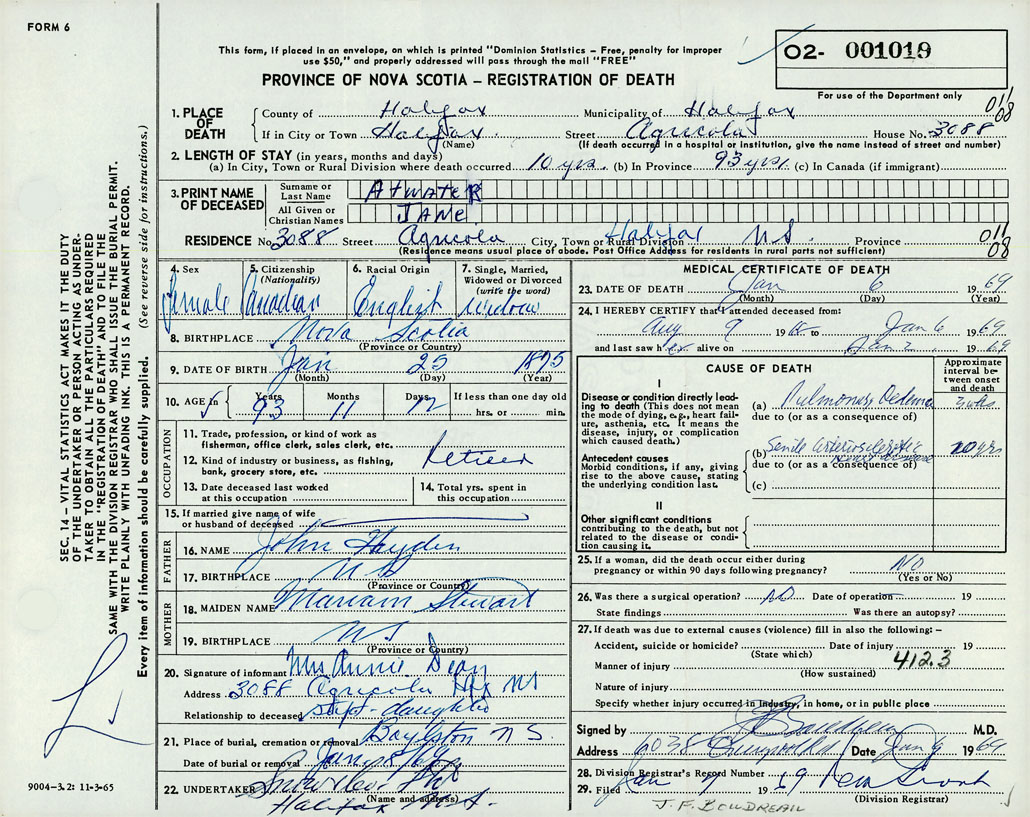 FORM 6
This form, if placed in an envelope, on which is printed "Dominion Statistics – Free, penalty for improper
use $50," and properly addressed will pass through the mail "FREE"
PROVINCE OF NOVA SCOTIA – REGISTRATION OF DEATH
02- 001019
For use of the Department only
011
08
1. PLACE OF DEATH
County of Halifax Municipality of Halifax
If in City or Town Halifax. Street Agricola House No. 3088
(Name) (If death occurred in a hospital or institution, give the name instead of street and number)
2. LENGTH OF STAY (in years, months and days)
(a) In City, Town or Rural Division where death occurred 10 yrs. (b) In Province 93 yrs. (c) In Canada (if immigrant)
3. PRINT NAME OF DECEASED
Surname or Last Name ATWATER
All Given or Christian Names JANE
RESIDENCE No. 3088 Street Agricola City, Town or Rural Division Halifax N.S. Province
011
08
(Residence means usual place of abode. Post Office Address for residents in rural parts not sufficient)
4. Sex female
5. Citizenship (Nationality) Canadian
6. Racial Origin English
7. Single, Married, Widowed or Divorced (write the word) widow
8. BIRTHPLACE Nova Scotia
(Province or Country)
9. DATE OF BIRTH Jan 25 1875
(Month) (Day) (Year)
10. AGE in Years 93 Months 11 Days 12 If less than one day old hrs. or min.
OCCUPATION
11. Trade, profession, or kind of work as fisherman, office clerk, sales clerk, etc.
Retired
12. Kind of industry or business, as fishing, bank, grocery store, etc.
13. Date deceased last worked at this occupation
14. Total yrs. spent in this occupation
15. If married give name of wife or husband of deceased
FATHER
16. NAME John Hayden
17. BIRTHPLACE NS
(Province or Country)
MOTHER
18. MAIDEN NAME Mariam Stewart
19. BIRTHPLACE NS
(Province or Country)
20. Signature of informant Mrs Annie Dean
Address 3088 Agricola Hfx NS
Relationship to deceased step-daughter
21. Place of burial, cremation or removal Boylston N S.
Date of burial or removal Jan
22. UNDERTAKER Snow
Halifax N.S.
(Name and address)
MEDICAL CERTIFICATE OF DEATH
23. DATE OF DEATH Jan 6 1969
(Month) (Day) (Year)
24. I HEREBY CERTIFY that I attended deceased from:
Aug 9 19 to Jan 6 1969
and last saw her alive on Jan 2 1969
CAUSE OF DEATH
Approximate interval between onset and death
I
Disease or condition directly leading to death (This does not mean the mode of dying, e.g., heart failure, asthenia, etc. It means the disease, injury, or complication which caused death.)
(a) Pulmonary Oedema
due to (or as a consequence of)
Antecedent causes
Morbid conditions, if any, giving rise to the above cause, stating the underlying condition last.
(b) Senile arteriosclerotic 20 yrs
due to (or as a consequence of)
(c)
II
Other significant conditions
contributing to the death, but not related to the disease or condition causing it.
25. If a woman, did the death occur either during pregnancy or within 90 days following pregnancy? NO
(Yes or No)
26. Was there a surgical operation? NO Date of operation 19
State findings Was there an autopsy?
27. If death was due to external causes (violence) fill in also the following: –
Accident, suicide or homicide? Date of injury 19
(State which)
Manner of injury 412.3
(How sustained)
Nature of injury
Specify whether injury occurred in industry, in home, or in public place
Signed by M.D.
Address 6038 Date Jan 9 1969
28. Division Registrar's Record Number
29. Filed Jan 9 1969
(Division Registrar)
J. F. BOUDREAU
SEC. 14 – VITAL STATISTICS ACT MAKES IT THE DUTY
OF THE UNDERTAKER OR PERSON ACTING AS UNDER-
TAKER TO OBTAIN ALL THE PARTICULARS REQUIRED
IN THE "REGISTRATION OF DEATH" AND TO FILE THE
SAME WITH THE DIVISION REGISTRAR WHO SHALL ISSUE THE BURIAL PERMIT.
WRITE PLAINLY WITH UNFADING INK. THIS IS A PERMANENT RECORD.
Every item of information should be carefully supplied. (See reverse side for instructions.)
9004-3.2: 11-3-65